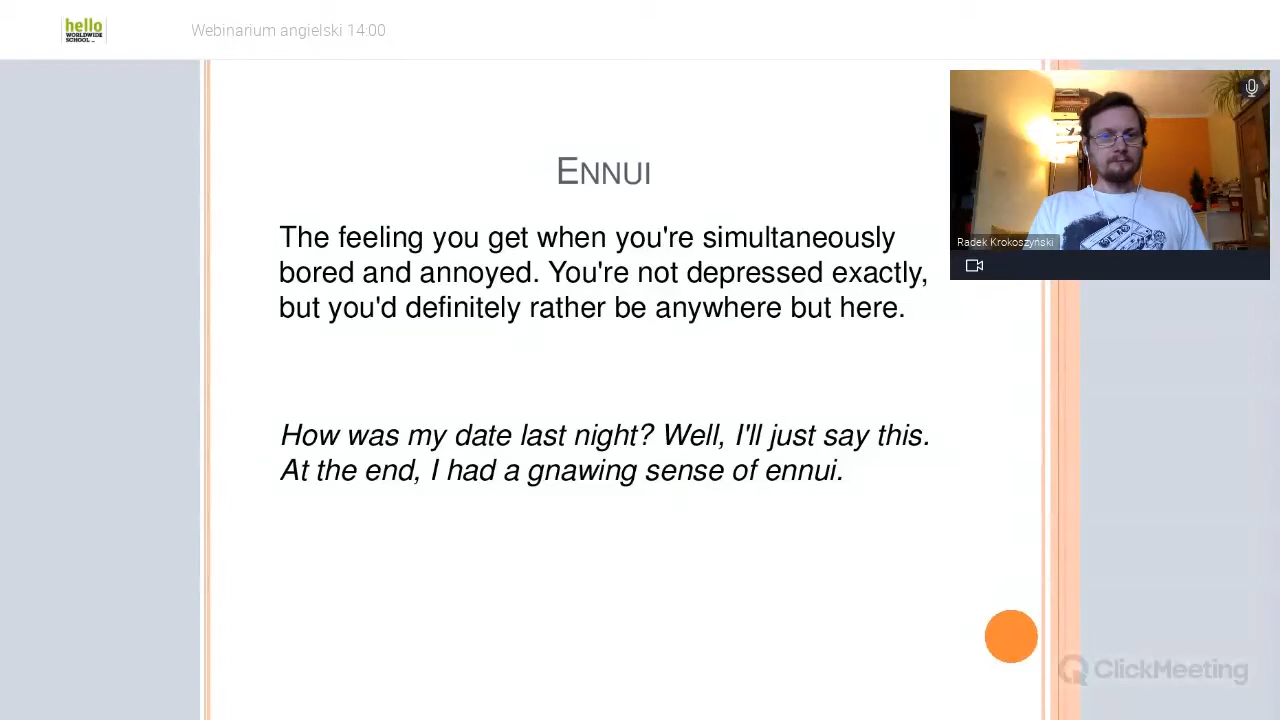 hello
WORLDWIDE
SCHOOL
Webinarium angielski 14:00
ENNUI
The feeling you get when you're simultaneously
bored and annoyed. You're not depressed exactly,
but you'd definitely rather be anywhere but here.
How was my date last night? Well, I'll just say this.
At the end, I had a gnawing sense of ennui.
Radek Krokoszyński
ClickMeeting